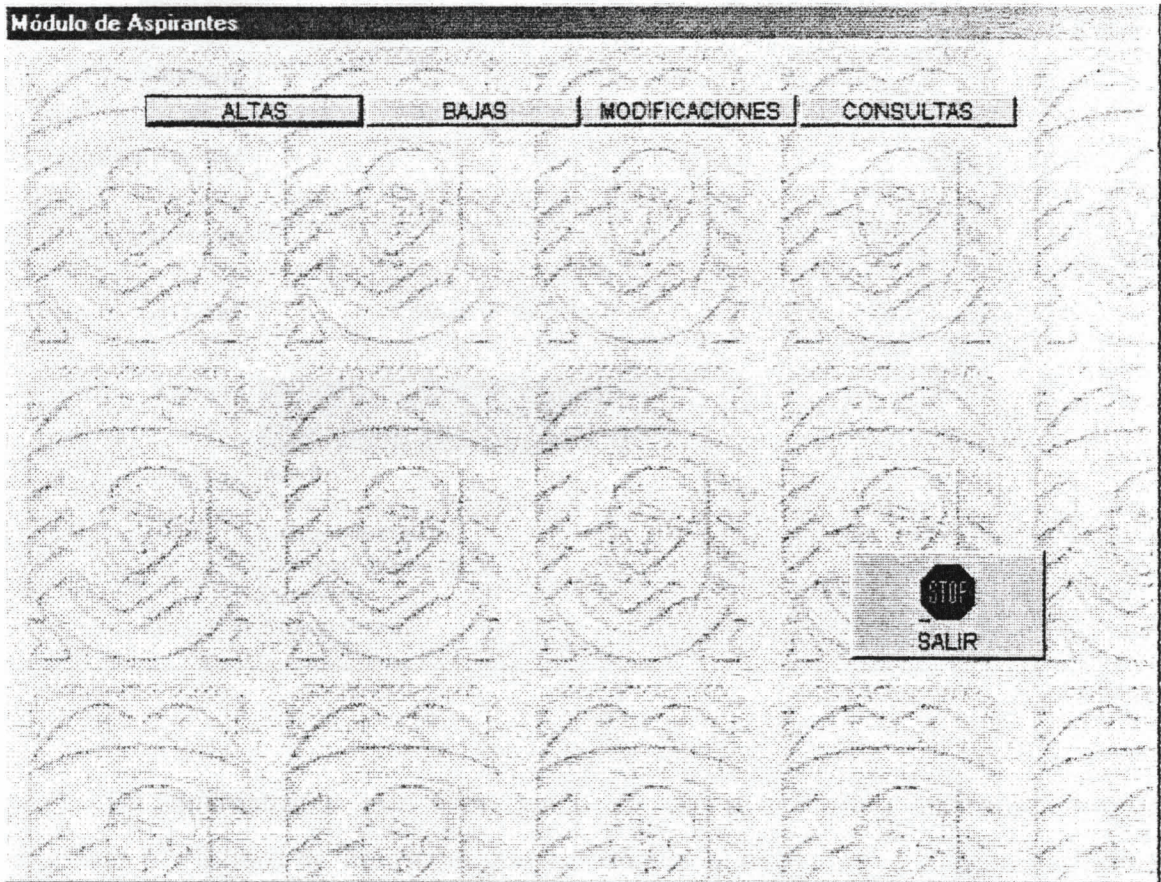 Módulo de Aspirantes
ALTAS BAJAS MODIFICACIONES CONSULTAS
STOP
SALIR